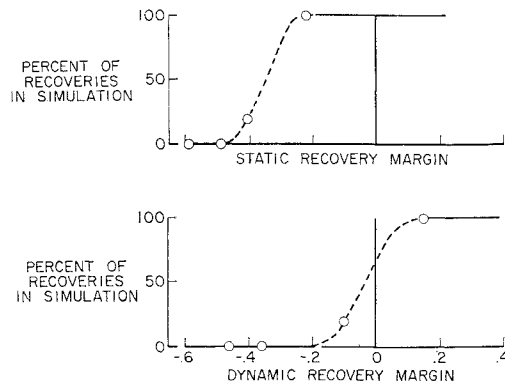 100
PERCENT OF
RECOVERIES
IN SIMULATION
50
0
STATIC RECOVERY MARGIN
100
PERCENT OF
RECOVERIES
IN SIMULATION
50
0
-.6 -.4 -.2 0 .2 .4
DYNAMIC RECOVERY MARGIN